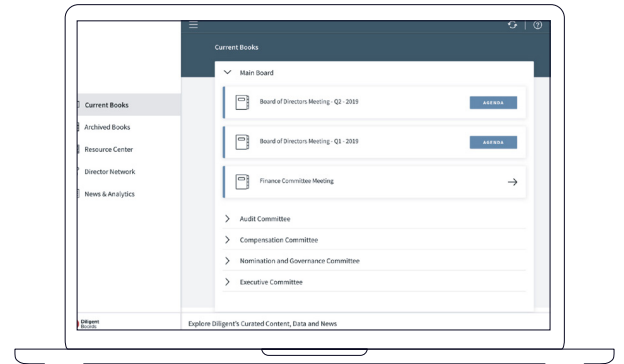 Current Books
Main Board
Board of Directors Meeting - Q2 - 2019
AGENDA
Board of Directors Meeting - Q1 - 2019
AGENDA
Finance Committee Meeting
Audit Committee
Compensation Committee
Nomination and Governance Committee
Executive Committee
Current Books
Archived Books
Resource Center
Director Network
News & Analytics
Diligent
Boards
Explore Diligent's Curated Content, Data and News